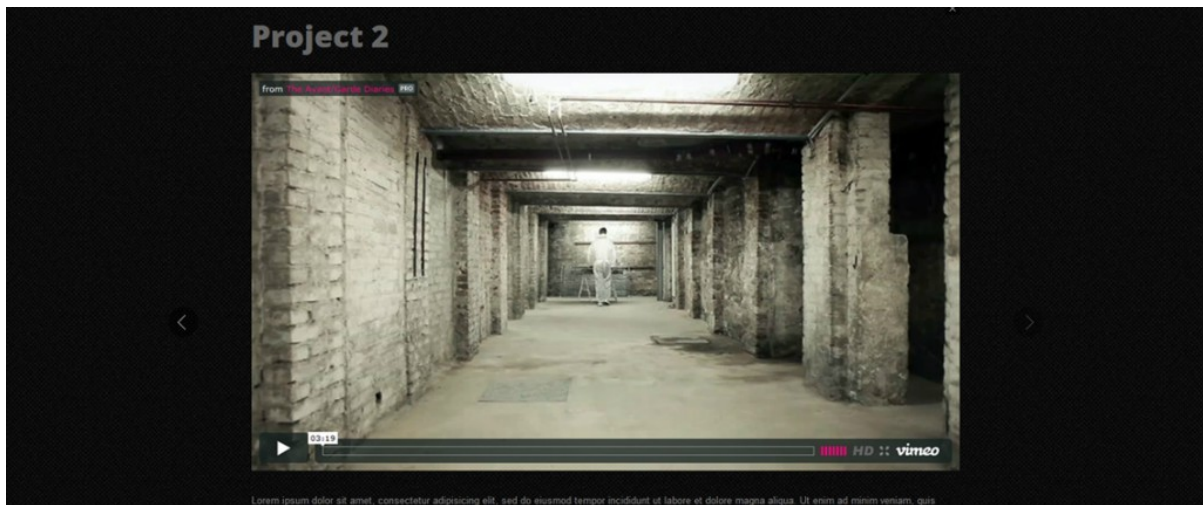 Project 2
from The Avant/Garde Diaries PRO
03:19
HD vimeo
Lorem ipsum dolor sit amet, consectetur adipisicing elit, sed do eiusmod tempor incididunt ut labore et dolore magna aliqua. Ut enim ad minim veniam, quis